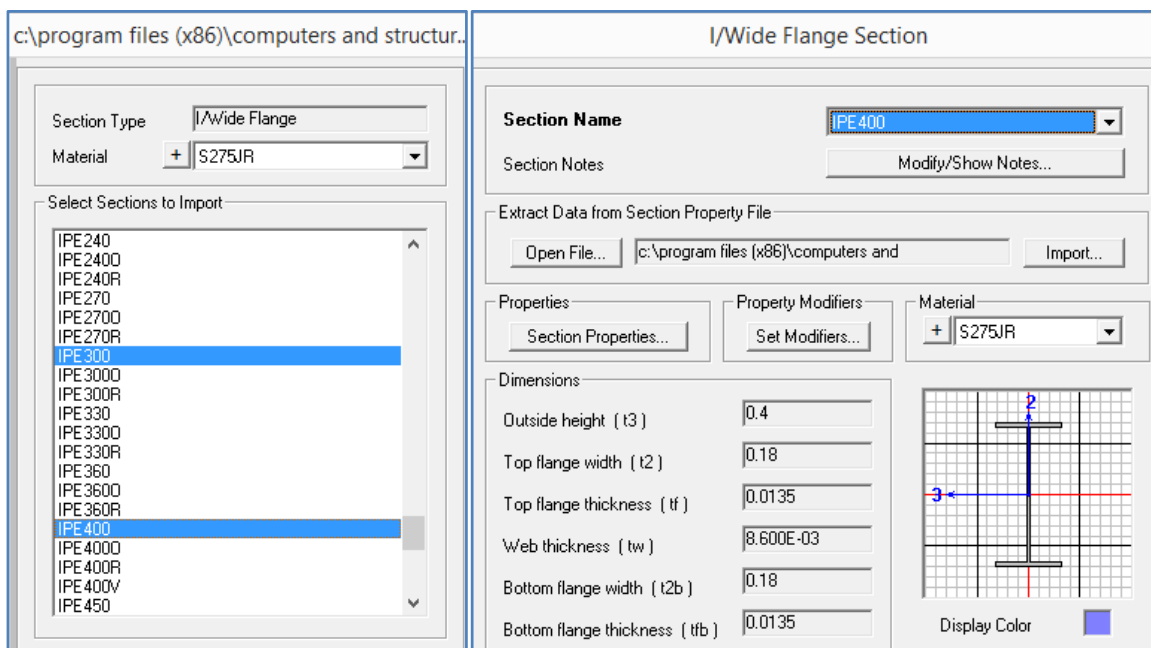 c:\program files (x86)\computers and structur..
Section Type I/Wide Flange
Material + S275JR
Select Sections to Import
IPE240
IPE240O
IPE240R
IPE270
IPE270O
IPE270R
IPE300
IPE300O
IPE300R
IPE330
IPE330O
IPE330R
IPE360
IPE360O
IPE360R
IPE400
IPE400O
IPE400R
IPE400V
IPE450
I/Wide Flange Section
Section Name IPE400
Section Notes Modify/Show Notes...
Extract Data from Section Property File
Open File... c:\program files (x86)\computers and Import...
Properties
Section Properties...
Property Modifiers
Set Modifiers...
Material
+ S275JR
Dimensions
Outside height ( t3 ) 0.4
Top flange width ( t2 ) 0.18
Top flange thickness ( tf ) 0.0135
Web thickness ( tw ) 8.600E-03
Bottom flange width ( t2b ) 0.18
Bottom flange thickness ( tfb ) 0.0135
2
3
Display Color